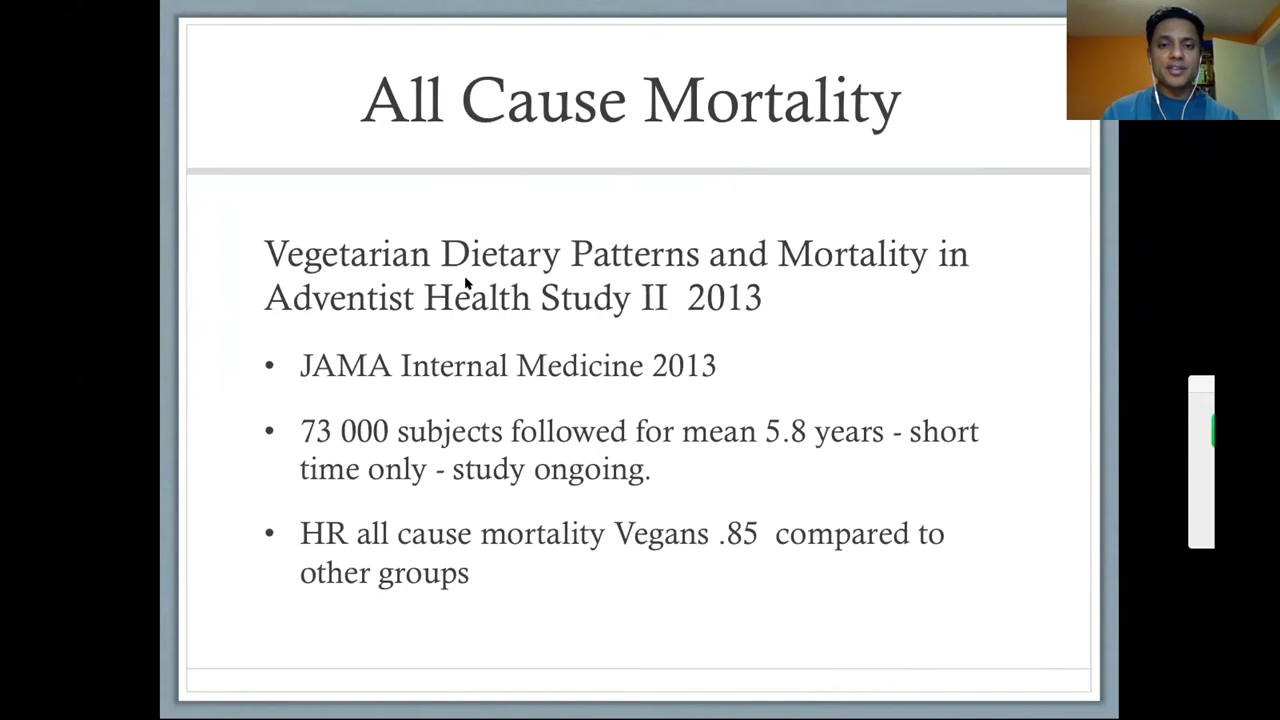 All Cause Mortality
Vegetarian Dietary Patterns and Mortality in
Adventist Health Study II  2013
• JAMA Internal Medicine 2013
• 73 000 subjects followed for mean 5.8 years - short
time only - study ongoing.
• HR all cause mortality Vegans .85  compared to
other groups